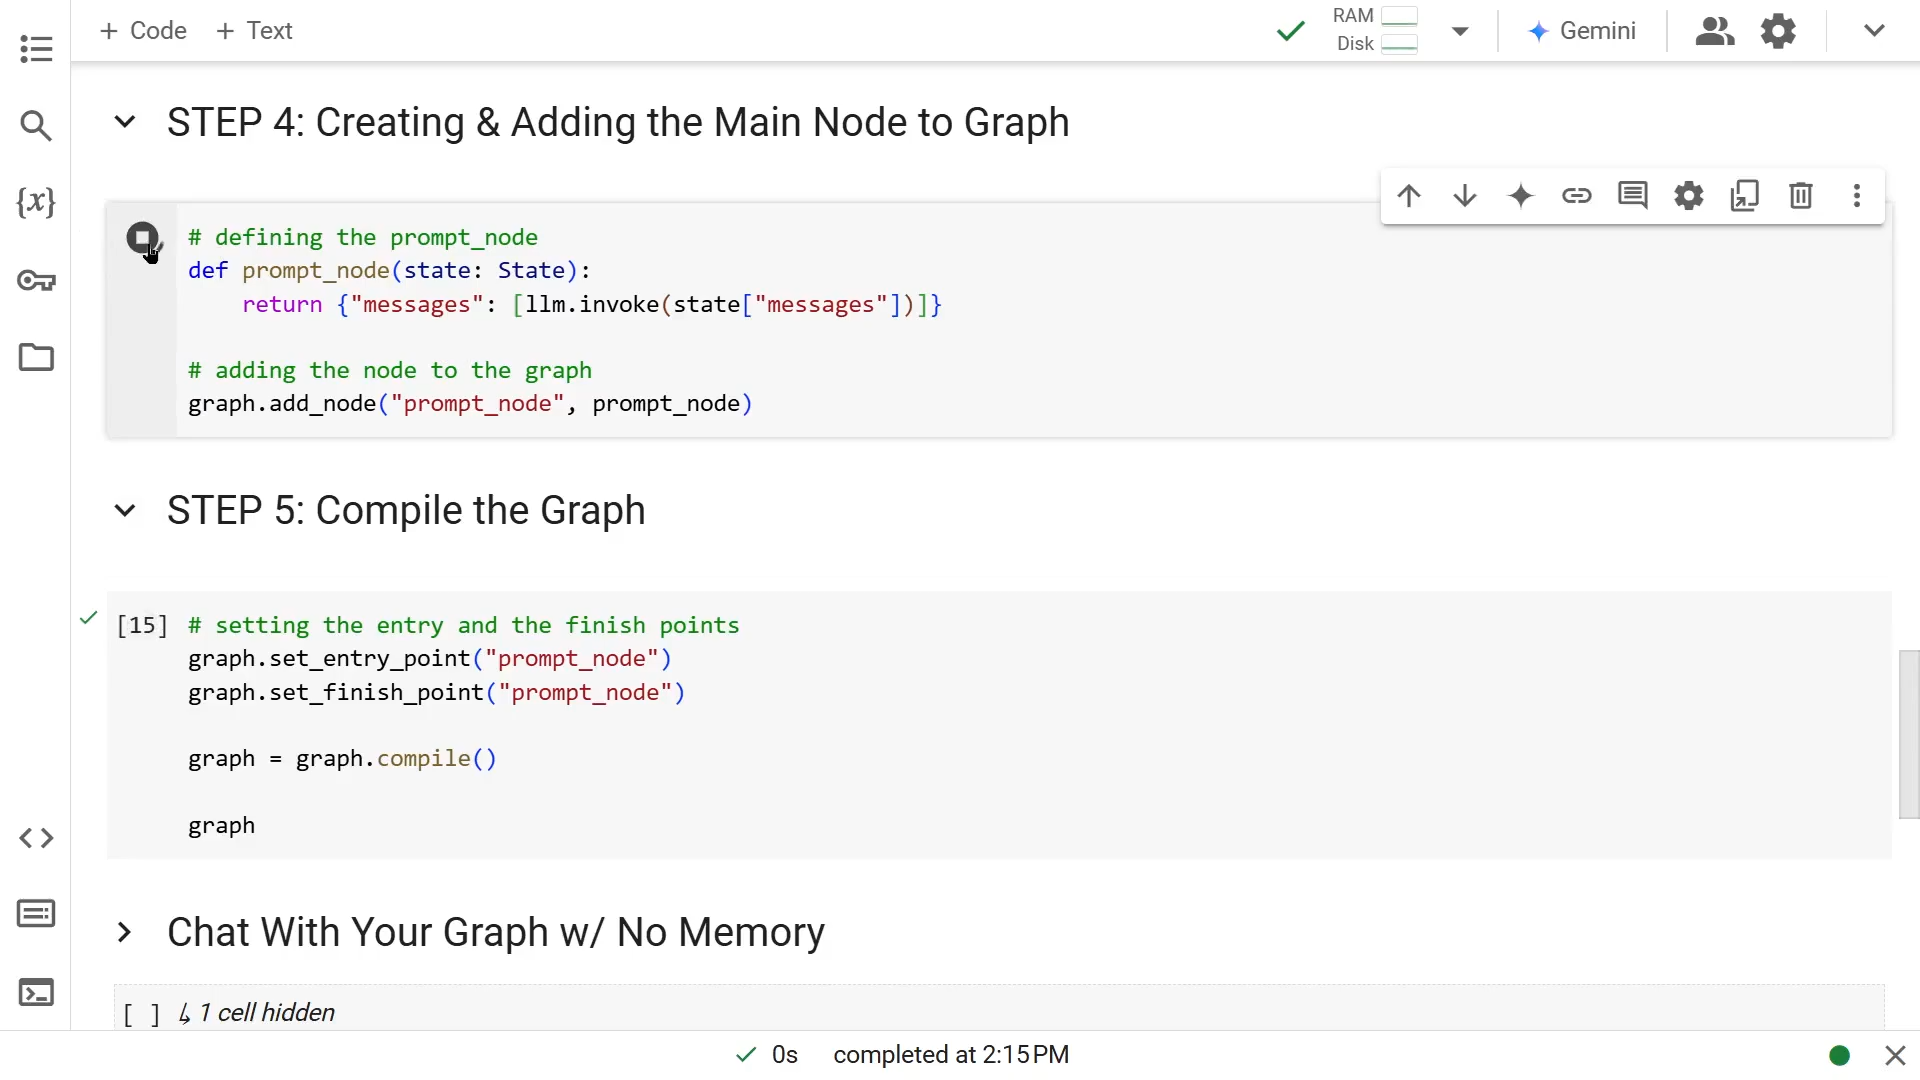 + Code + Text
RAM
Disk
Gemini
STEP 4: Creating & Adding the Main Node to Graph
{x}
# defining the prompt_node
def prompt_node(state: State):
    return {"messages": [llm.invoke(state["messages"])]}
# adding the node to the graph
graph.add_node("prompt_node", prompt_node)
STEP 5: Compile the Graph
[15] # setting the entry and the finish points
graph.set_entry_point("prompt_node")
graph.set_finish_point("prompt_node")
graph = graph.compile()
graph
Chat With Your Graph w/ No Memory
[ ] ↳ 1 cell hidden
0s completed at 2:15 PM